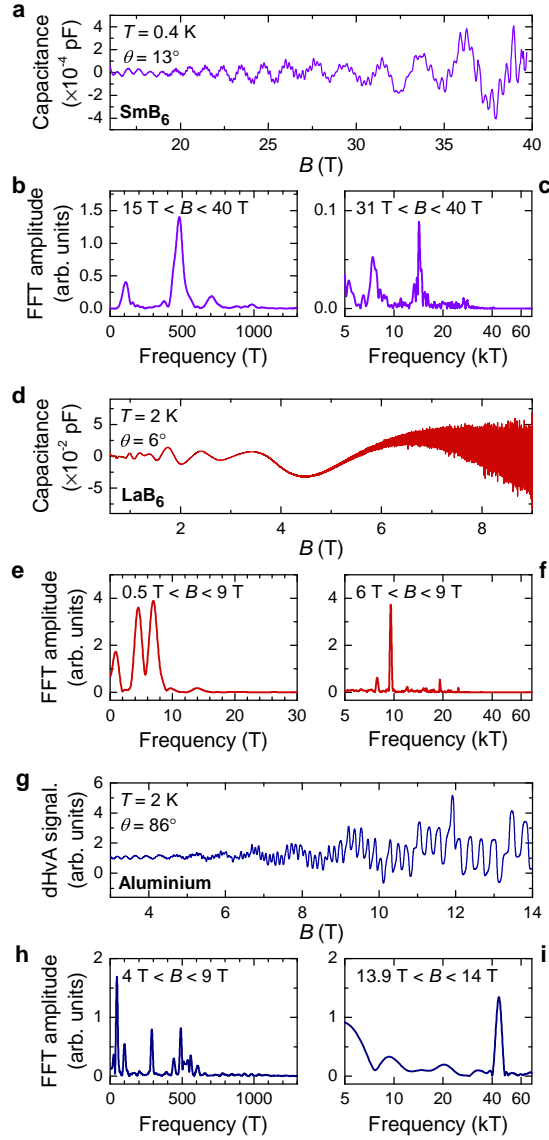 a
T = 0.4 K
θ = 13°
SmB6
Capacitance
(×10-4 pF)
4
2
0
-2
-4
20
25
30
35
40
B (T)
b
15 T < B < 40 T
FFT amplitude
(arb. units)
1.5
1.0
0.5
0.0
0
500
1000
Frequency (T)
c
31 T < B < 40 T
0.1
0.0
5
10
20
40
60
Frequency (kT)
d
T = 2 K
θ = 6°
LaB6
Capacitance
(×10-2 pF)
5
0
-5
2
4
6
8
B (T)
e
0.5 T < B < 9 T
FFT amplitude
(arb. units)
4
2
0
0
10
20
30
Frequency (T)
f
6 T < B < 9 T
4
2
0
5
10
20
40
60
Frequency (kT)
g
T = 2 K
θ = 86°
Aluminium
dHvA signal.
(arb. units)
6
4
2
0
4
6
8
10
12
14
B (T)
h
4 T < B < 9 T
FFT amplitude
(arb. units)
2
1
0
0
500
1000
Frequency (T)
i
13.9 T < B < 14 T
2
1
0
5
10
20
40
60
Frequency (kT)